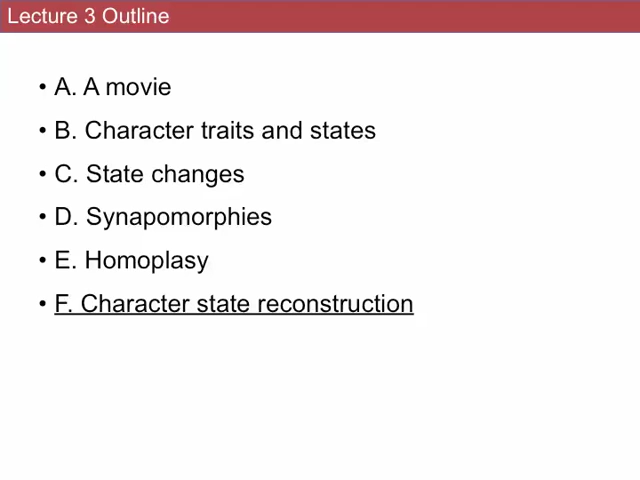 Lecture 3 Outline
• A. A movie
• B. Character traits and states
• C. State changes
• D. Synapomorphies
• E. Homoplasy
• F. Character state reconstruction